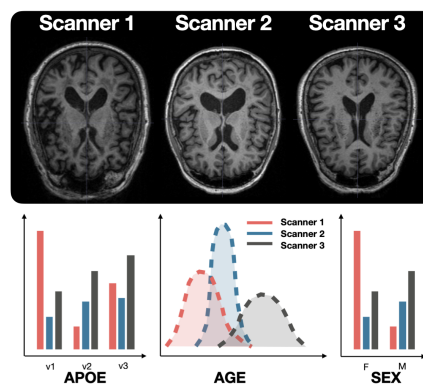 Scanner 1 Scanner 2 Scanner 3
Scanner 1
Scanner 2
Scanner 3
v1 v2 v3
APOE
AGE
F M
SEX